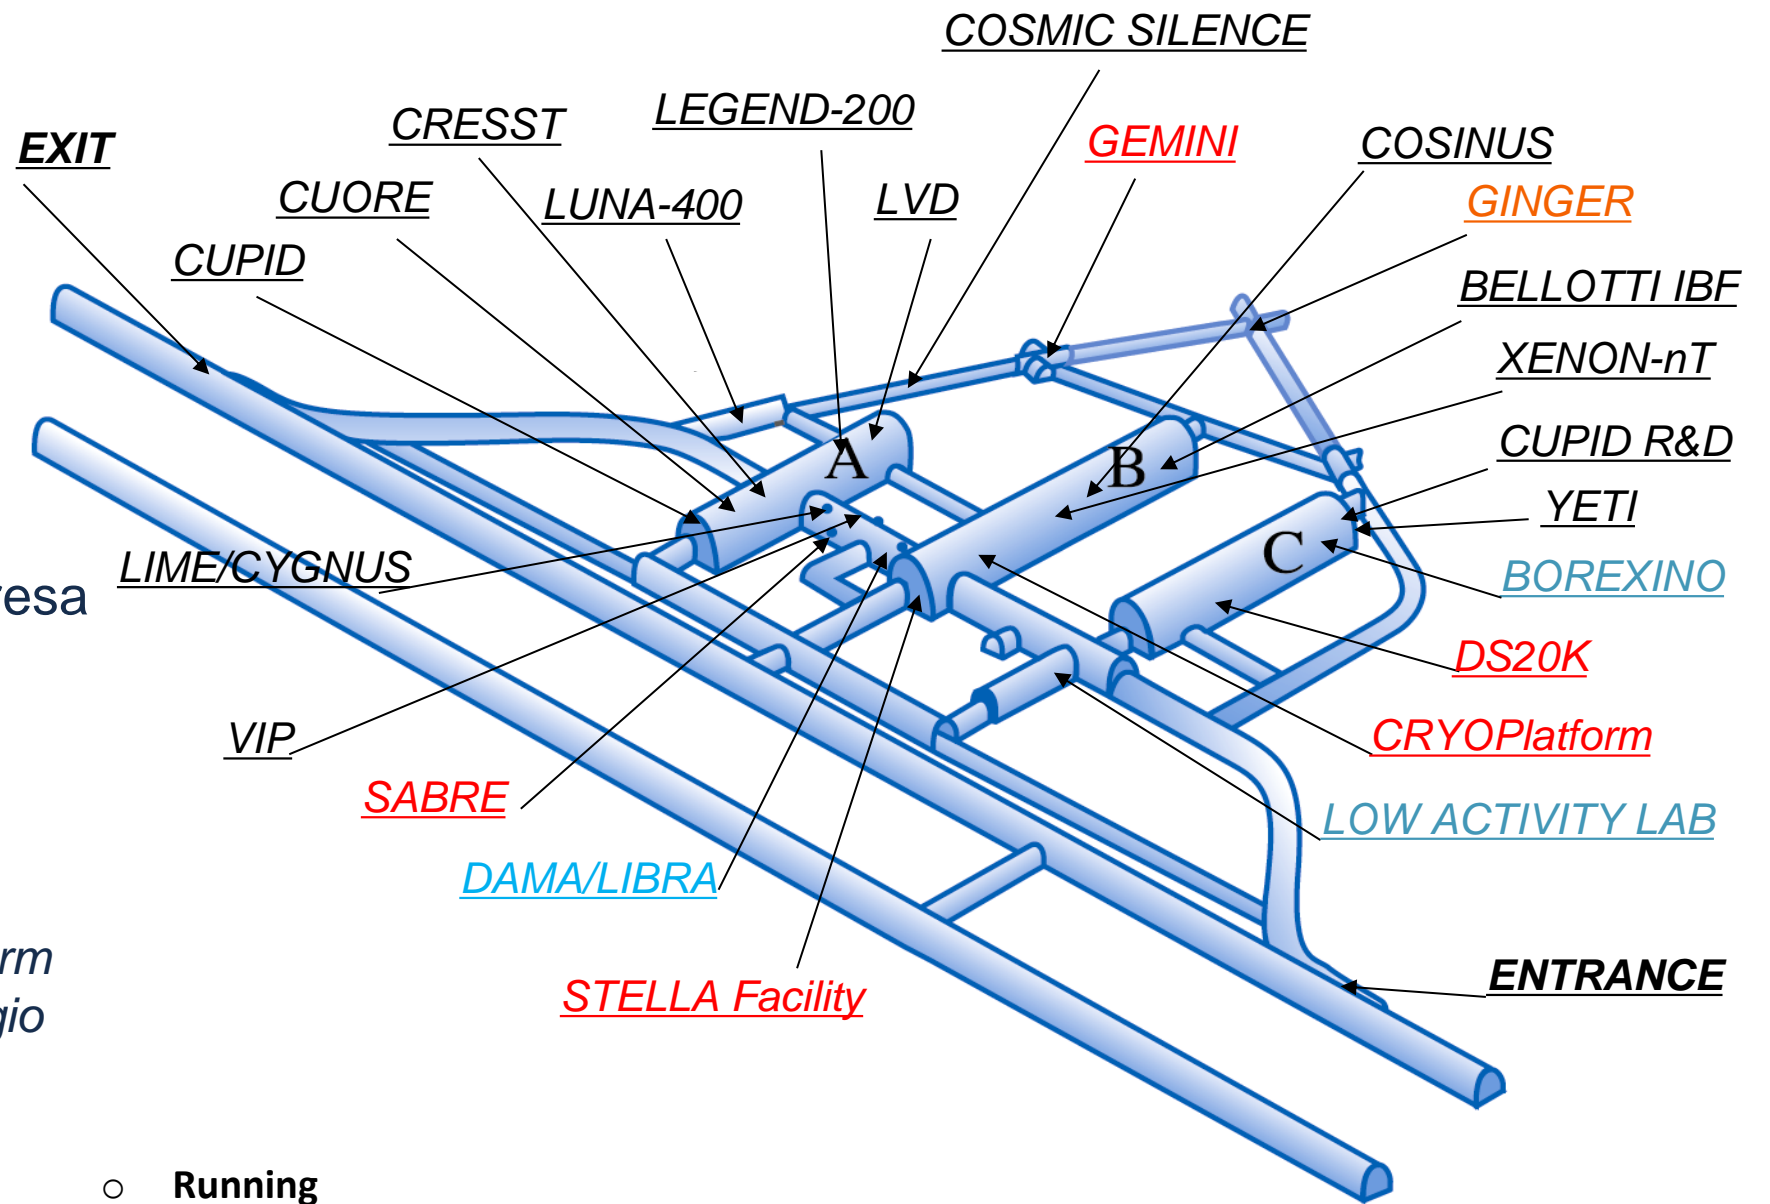 COSMIC SILENCE
LEGEND-200
CRESST
EXIT
GEMINI
COSINUS
CUORE
LUNA-400
LVD
GINGER
CUPID
BELLOTTI IBF
XENON-nT
A
B
CUPID R&D
YETI
C
LIME/CYGNUS
BOREXINO
resa
DS20K
VIP
CRYOPlatform
SABRE
LOW ACTIVITY LAB
DAMA/LIBRA
rm
ENTRANCE
STELLA Facility
gio
○ Running